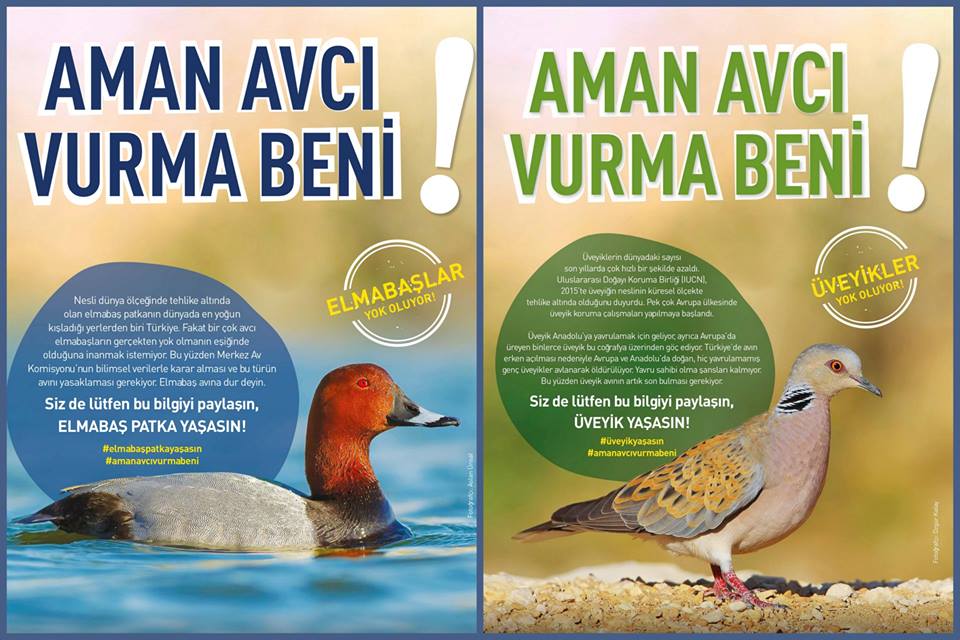 AMAN AVCI
VURMA BENİ!
ELMABAŞLAR
YOK OLUYOR!
Nesli dünya ölçeğinde tehlike altında
olan elmabaş patkanın dünyada en yoğun
kışladığı yerlerden biri Türkiye. Fakat bir çok avcı
elmabaşların gerçekten yok olmanın eşiğinde
olduğuna inanmak istemiyor. Bu yüzden Merkez Av
Komisyonu'nun bilimsel verilerle karar alması ve bu türün
avını yasaklaması gerekiyor. Elmabaş avına dur deyin.
Siz de lütfen bu bilgiyi paylaşın,
ELMABAŞ PATKA YAŞASIN!
#elmabaşpatkayaşasın
#amanavcıvurmabeni
Fotoğrafçı: Aslan Ünsal
AMAN AVCI
VURMA BENİ!
ÜVEYİKLER
YOK OLUYOR!
Üveyiklerin dünyadaki sayısı
son yıllarda çok hızlı bir şekilde azaldı.
Uluslararası Doğayı Koruma Birliği (IUCN),
2015'te üveyiğin neslinin küresel ölçekte
tehlike altında olduğunu duyurdu. Pek çok Avrupa ülkesinde
üveyik koruma çalışmaları yapılmaya başlandı.
Üveyik Anadolu'ya yavrulamak için geliyor, ayrıca Avrupa'da
üreyen binlerce üveyik bu coğrafya üzerinden göç ediyor. Türkiye'de avın
erken açılması nedeniyle Avrupa ve Anadolu'da doğan, hiç yavrulamamış
genç üveyikler avlanarak öldürülüyor. Yavru sahibi olma şansları kalmıyor.
Bu yüzden üveyik avının artık son bulması gerekiyor.
Siz de lütfen bu bilgiyi paylaşın,
ÜVEYİK YAŞASIN!
#üveyikyaşasın
#amanavcıvurmabeni
Fotoğrafçı: